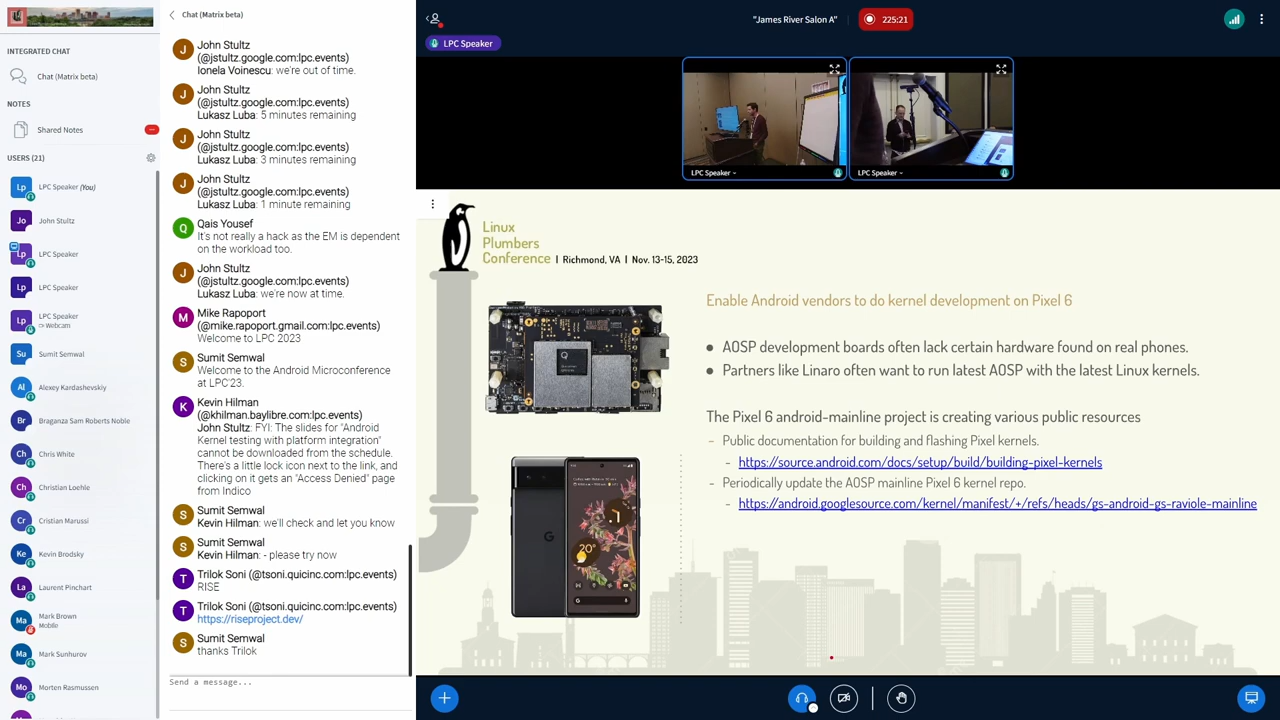 INTEGRATED CHAT
Chat (Matrix beta)
NOTES
Shared Notes
USERS (21)
Lp LPC Speaker (You)
Jo John Stultz
Lp LPC Speaker
Lp LPC Speaker
Lp LPC Speaker
Webcam
Su Sumit Semwal
Al Alexey Kardashevskiy
Br Braganza Sam Roberts Noble
Ch Chris White
Ch Christian Loehle
Cr Cristian Marussi
Ke Kevin Brodsky
La Laurent Pinchart
Ma Mark Brown
Mobile
Ma Mark Sunhurov
Mo Morten Rasmussen
Chat (Matrix beta)
J John Stultz
(@jstultz.google.com:lpc.events)
Ionela Voinescu: we're out of time.
J John Stultz
(@jstultz.google.com:lpc.events)
Lukasz Luba: 5 minutes remaining
J John Stultz
(@jstultz.google.com:lpc.events)
Lukasz Luba: 3 minutes remaining
J John Stultz
(@jstultz.google.com:lpc.events)
Lukasz Luba: 1 minute remaining
Q Qais Yousef
It's not really a hack as the EM is dependent
on the workload too.
J John Stultz
(@jstultz.google.com:lpc.events)
Lukasz Luba: we're now at time.
M Mike Rapoport
(@mike.rapoport.gmail.com:lpc.events)
Welcome to LPC 2023
S Sumit Semwal
Welcome to the Android Microconference
at LPC'23.
K Kevin Hilman
(@khilman.baylibre.com:lpc.events)
John Stultz: FYI: The slides for "Android
Kernel testing with platform integration"
cannot be downloaded from the schedule.
There's a little lock icon next to the link, and
clicking on it gets an "Access Denied" page
from Indico
S Sumit Semwal
Kevin Hilman: we'll check and let you know
S Sumit Semwal
Kevin Hilman: - please try now
T Trilok Soni (@tsoni.quicinc.com:lpc.events)
RISE
T Trilok Soni (@tsoni.quicinc.com:lpc.events)
https://riseproject.dev/
S Sumit Semwal
thanks Trilok
Send a message...
"James River Salon A"
225:21
LPC Speaker
LPC Speaker
LPC Speaker
Linux
Plumbers
Conference | Richmond, VA | Nov. 13-15, 2023
Enable Android vendors to do kernel development on Pixel 6
● AOSP development boards often lack certain hardware found on real phones.
● Partners like Linaro often want to run latest AOSP with the latest Linux kernels.
The Pixel 6 android-mainline project is creating various public resources
- Public documentation for building and flashing Pixel kernels.
- https://source.android.com/docs/setup/build/building-pixel-kernels
- Periodically update the AOSP mainline Pixel 6 kernel repo.
- https://android.googlesource.com/kernel/manifest/+/refs/heads/gs-android-gs-raviole-mainline
20°